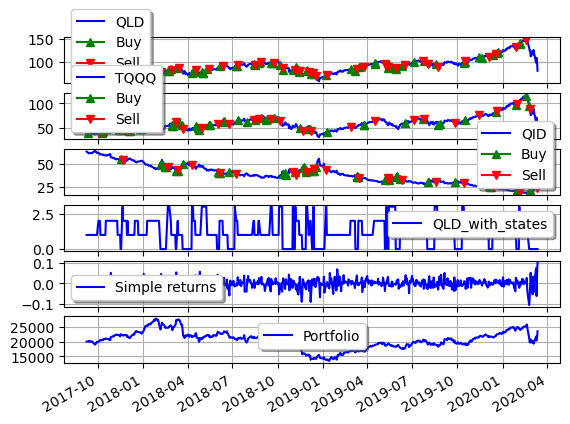 QLD
Buy
Sell
150
100
TQQQ
Buy
Sell
100
50
QID
Buy
Sell
50
25
QLD_with_states
2.5
0.0
Simple returns
0.1
0.0
−0.1
Portfolio
25000
20000
15000
2017-10
2018-01
2018-04
2018-07
2018-10
2019-01
2019-04
2019-07
2019-10
2020-01
2020-04